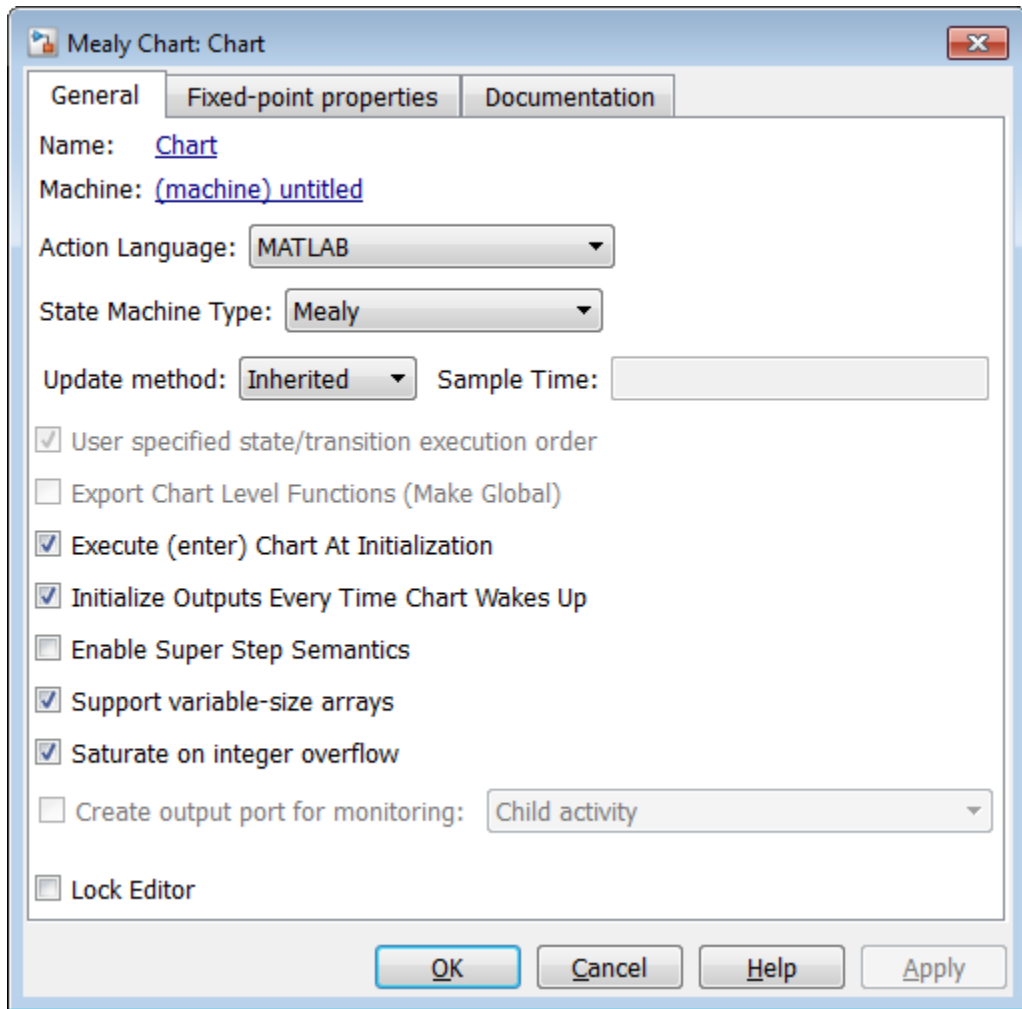 Mealy Chart: Chart
General Fixed-point properties Documentation
Name: Chart
Machine: (machine) untitled
Action Language: MATLAB
State Machine Type: Mealy
Update method: Inherited Sample Time:
User specified state/transition execution order
Export Chart Level Functions (Make Global)
Execute (enter) Chart At Initialization
Initialize Outputs Every Time Chart Wakes Up
Enable Super Step Semantics
Support variable-size arrays
Saturate on integer overflow
Create output port for monitoring: Child activity
Lock Editor
OK Cancel Help Apply